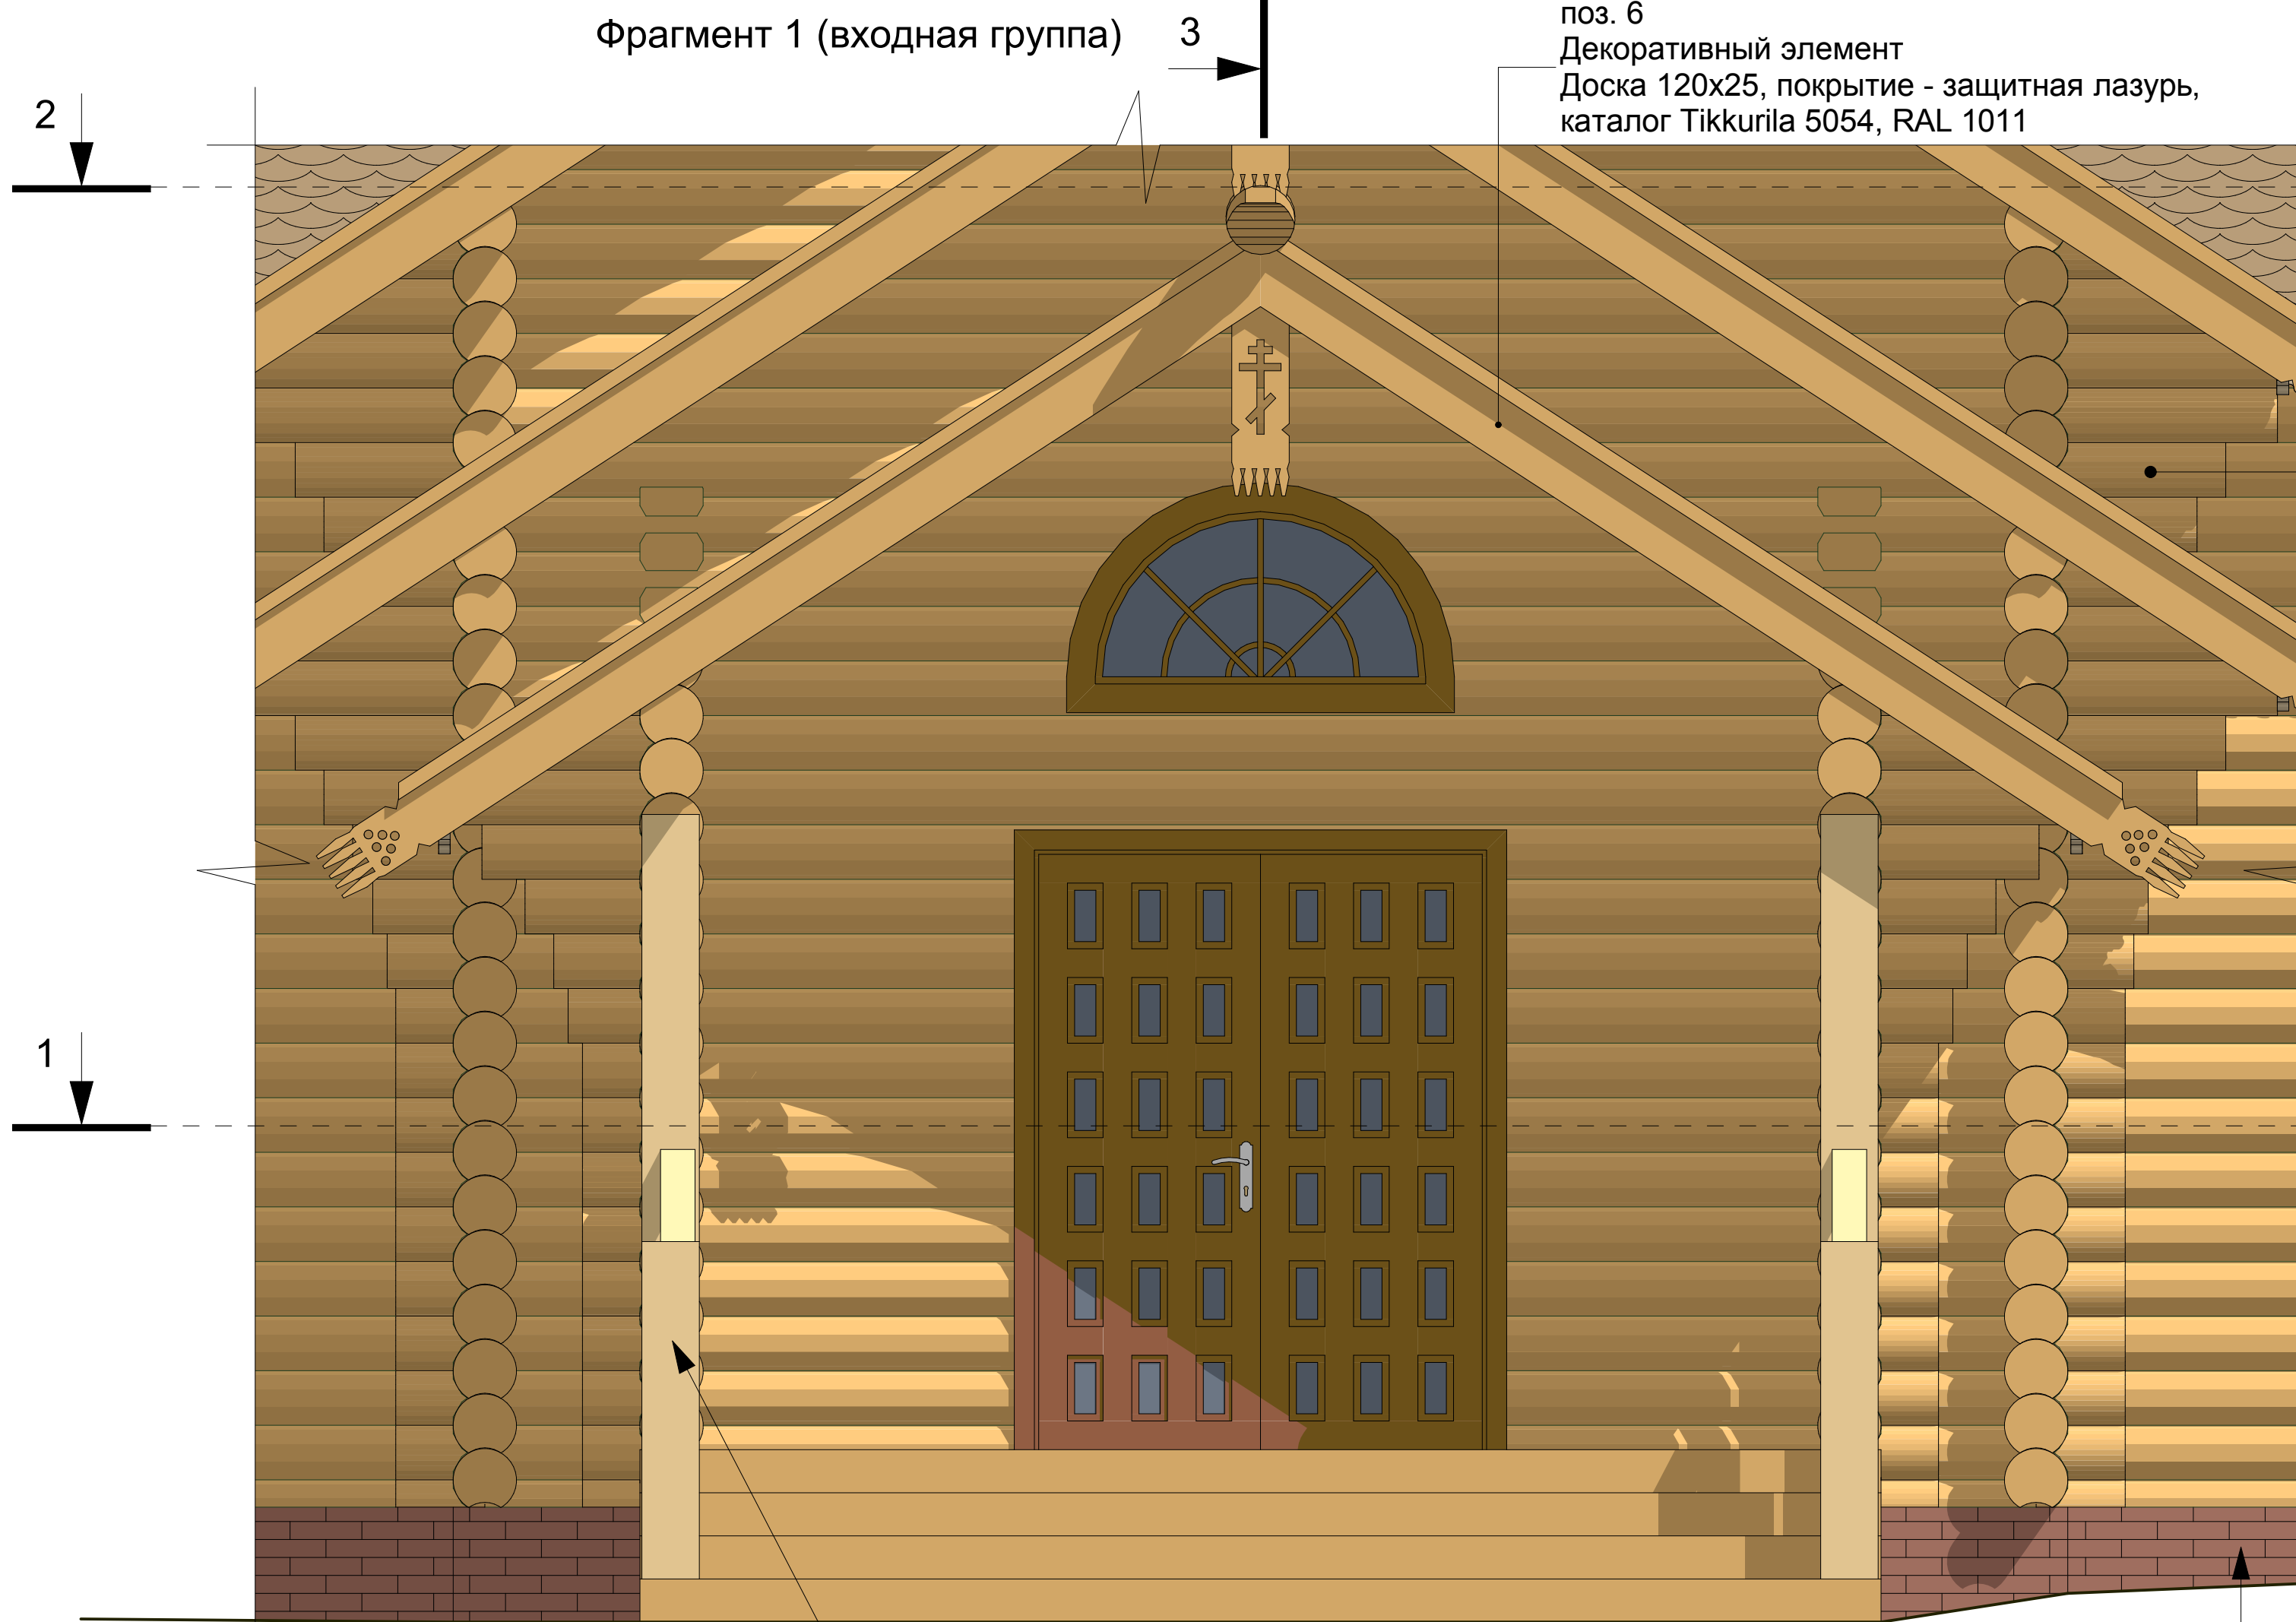 Фрагмент 1 (входная группа)
3
поз. 6
Декоративный элемент
Доска 120х25, покрытие - защитная лазурь,
каталог Tikkurila 5054, RAL 1011
2
1